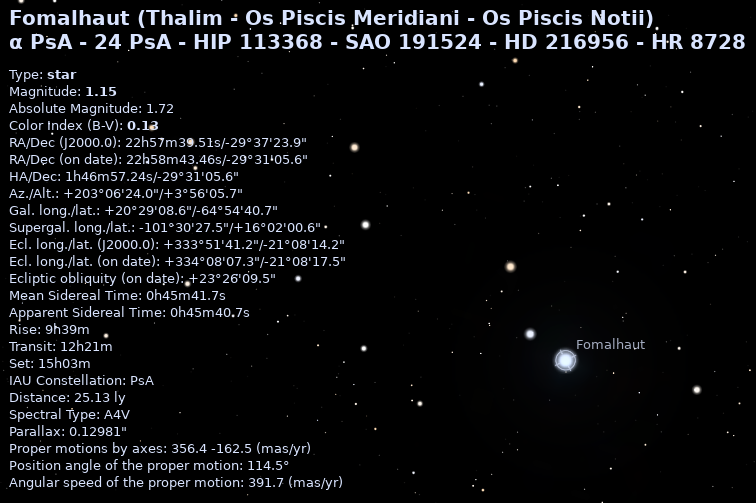 Fomalhaut (Thalim - Os Piscis Meridiani - Os Piscis Notii)
α PsA - 24 PsA - HIP 113368 - SAO 191524 - HD 216956 - HR 8728
Type: star
Magnitude: 1.15
Absolute Magnitude: 1.72
Color Index (B-V): 0.13
RA/Dec (J2000.0): 22h57m39.51s/-29°37'23.9"
RA/Dec (on date): 22h58m43.46s/-29°31'05.6"
HA/Dec: 1h46m57.24s/-29°31'05.6"
Az./Alt.: +203°06'24.0"/+3°56'05.7"
Gal. long./lat.: +20°29'08.6"/-64°54'40.7"
Supergal. long./lat.: -101°30'27.5"/+16°02'00.6"
Ecl. long./lat. (J2000.0): +333°51'41.2"/-21°08'14.2"
Ecl. long./lat. (on date): +334°08'07.3"/-21°08'17.5"
Ecliptic obliquity (on date): +23°26'09.5"
Mean Sidereal Time: 0h45m41.7s
Apparent Sidereal Time: 0h45m40.7s
Rise: 9h39m
Transit: 12h21m
Set: 15h03m
IAU Constellation: PsA
Distance: 25.13 ly
Spectral Type: A4V
Parallax: 0.12981"
Proper motions by axes: 356.4 -162.5 (mas/yr)
Position angle of the proper motion: 114.5°
Angular speed of the proper motion: 391.7 (mas/yr)
Fomalhaut